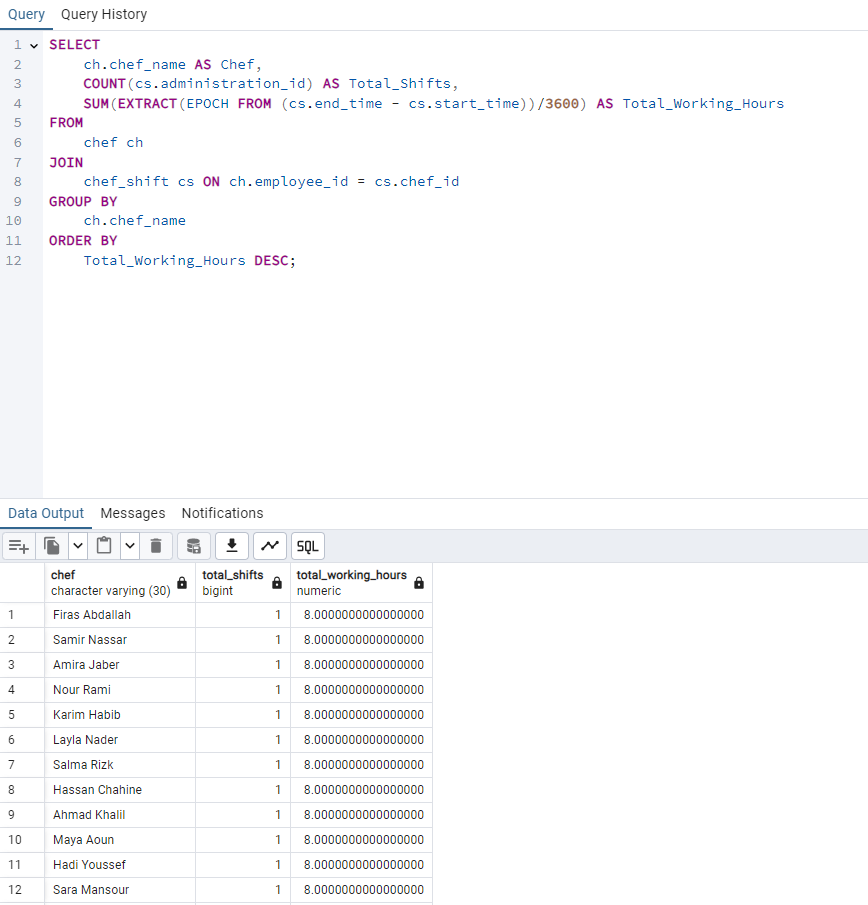 Query Query History
1 SELECT
2 ch.chef_name AS Chef,
3 COUNT(cs.administration_id) AS Total_Shifts,
4 SUM(EXTRACT(EPOCH FROM (cs.end_time - cs.start_time))/3600) AS Total_Working_Hours
5 FROM
6 chef ch
7 JOIN
8 chef_shift cs ON ch.employee_id = cs.chef_id
9 GROUP BY
10 ch.chef_name
11 ORDER BY
12 Total_Working_Hours DESC;
Data Output Messages Notifications
SQL
chef total_shifts total_working_hours
character varying (30) bigint numeric
1 Firas Abdallah 1 8.0000000000000000
2 Samir Nassar 1 8.0000000000000000
3 Amira Jaber 1 8.0000000000000000
4 Nour Rami 1 8.0000000000000000
5 Karim Habib 1 8.0000000000000000
6 Layla Nader 1 8.0000000000000000
7 Salma Rizk 1 8.0000000000000000
8 Hassan Chahine 1 8.0000000000000000
9 Ahmad Khalil 1 8.0000000000000000
10 Maya Aoun 1 8.0000000000000000
11 Hadi Youssef 1 8.0000000000000000
12 Sara Mansour 1 8.0000000000000000